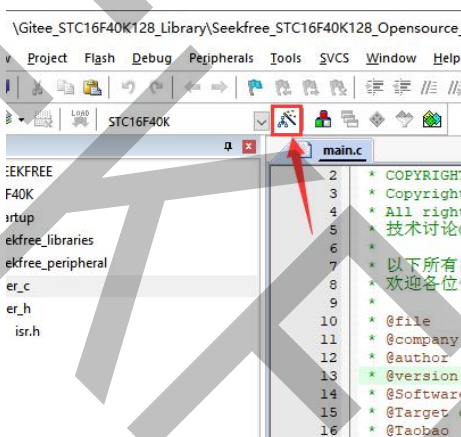 \Gitee_STC16F40K128_Library\Seekfree_STC16F40K128_Opensource_
Project Flash Debug Peripherals Tools SVCS Window Help
LOAD STC16F40K
main.c
EEKFREE
F40K
artup
ekfree_libraries
ekfree_peripheral
er_c
er_h
isr.h
2 * COPYRIGHT
3 * Copyright
4 * All right
5 * 技术讨论
6 *
7 * 以下所有
8 * 欢迎各位
9 *
10 * @file
11 * @company
12 * @author
13 * @version
14 * @Software
15 * @Target
16 * @Taobao